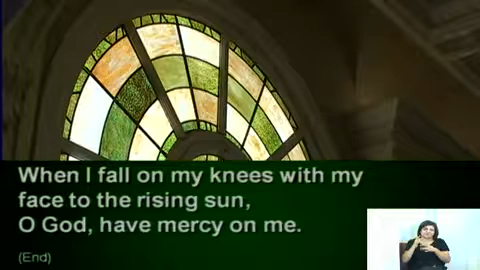 When I fall on my knees with my
face to the rising sun,
O God, have mercy on me.
(End)